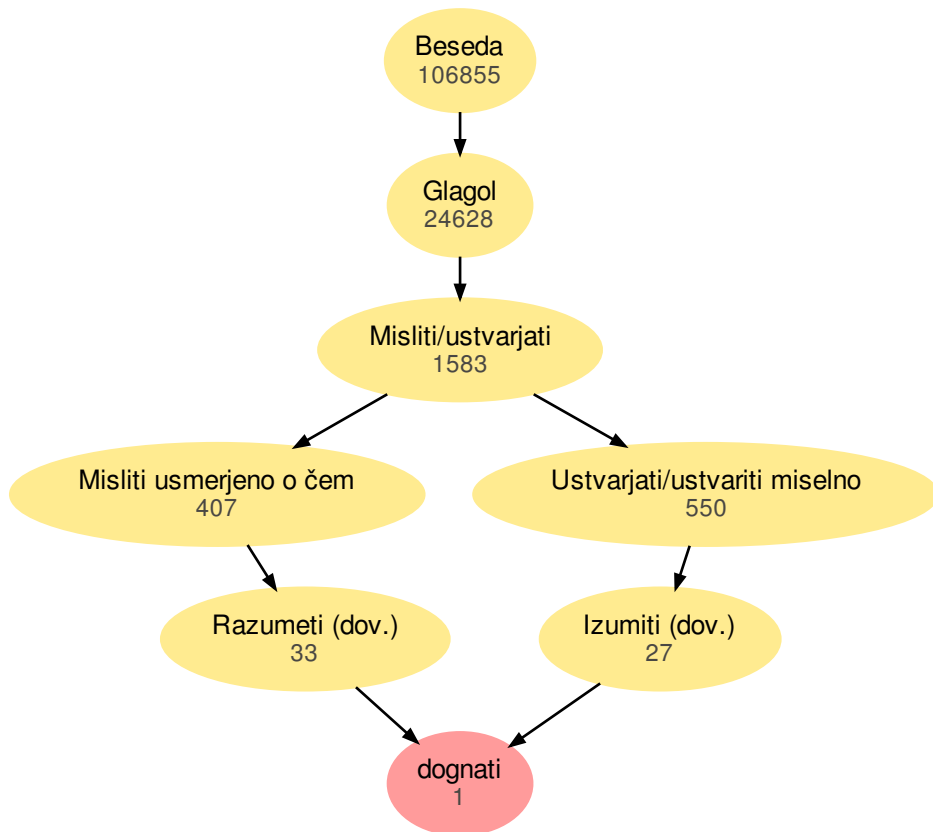 Beseda
106855
Glagol
24628
Misliti/ustvarjati
1583
Misliti usmerjeno o čem
407
Ustvarjati/ustvariti miselno
550
Razumeti (dov.)
33
Izumiti (dov.)
27
dognati
1